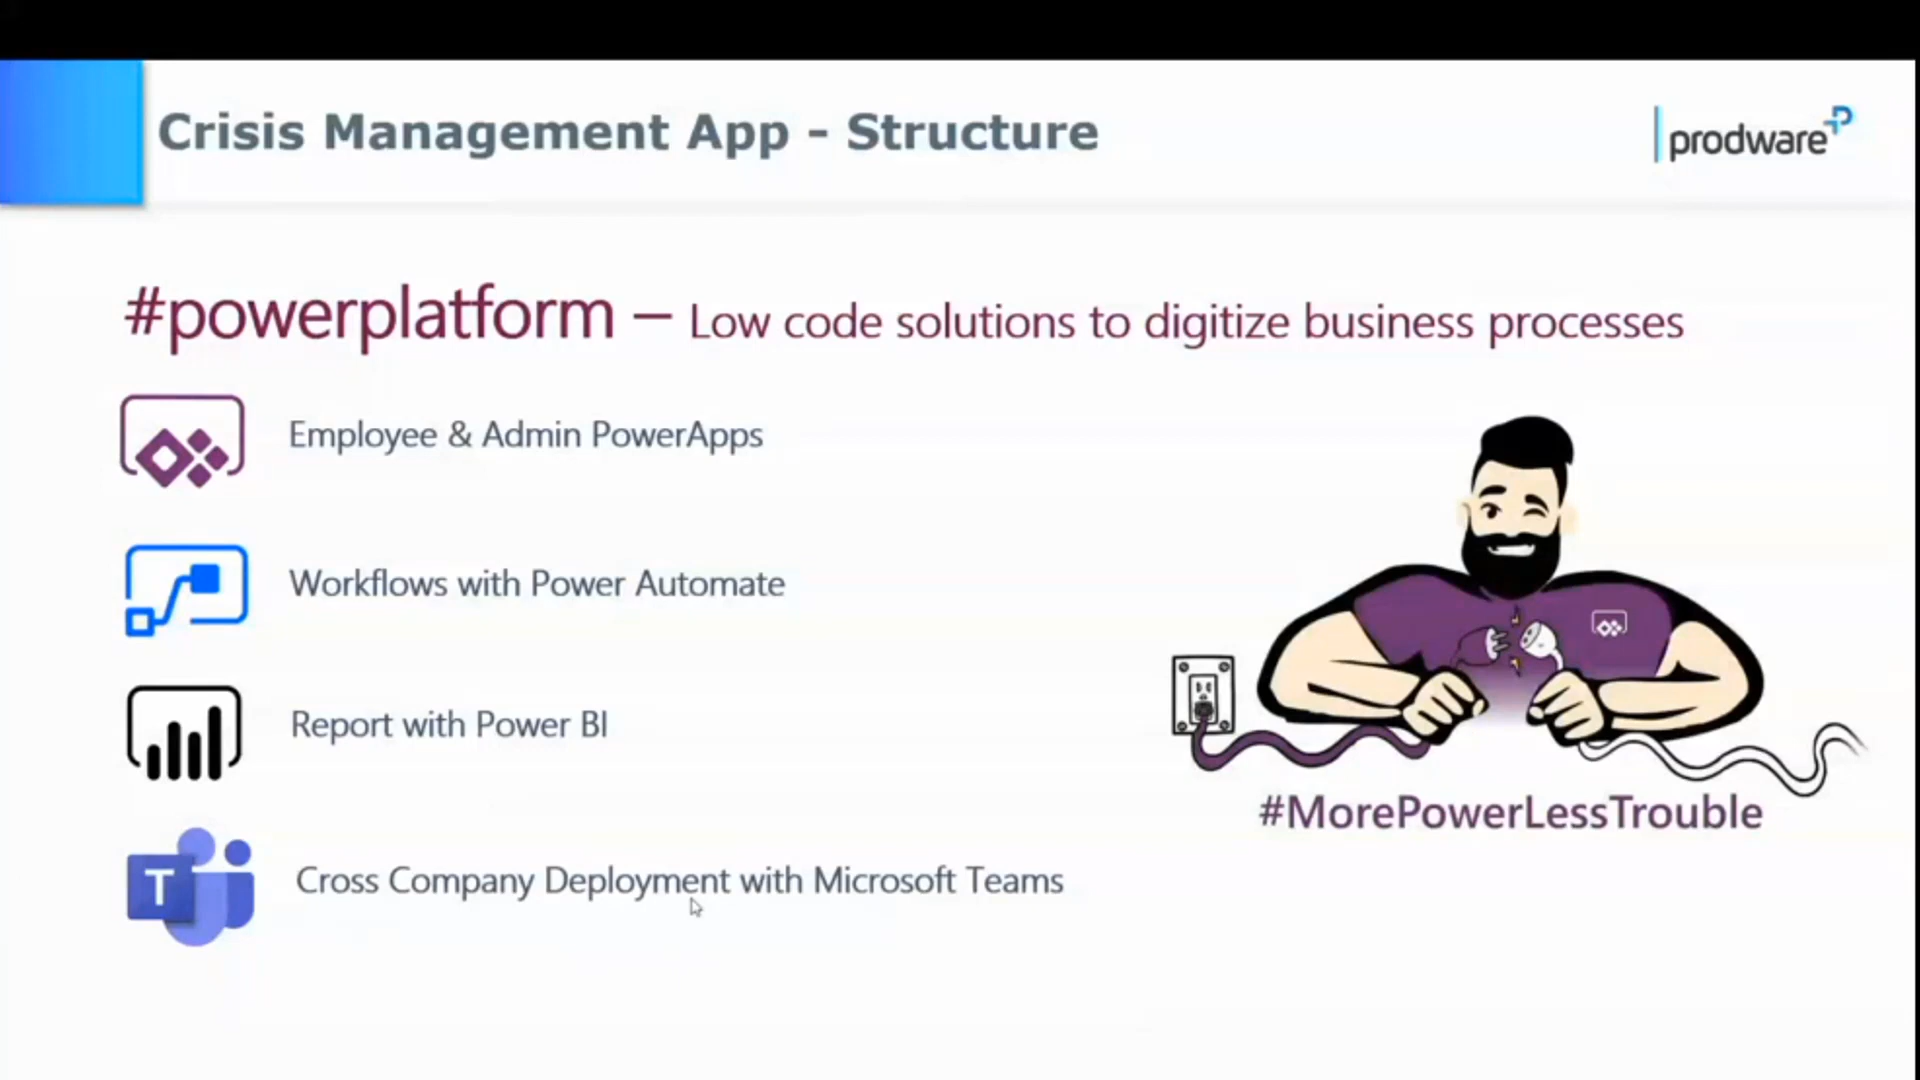 Crisis Management App - Structure
prodware
#powerplatform – Low code solutions to digitize business processes
Employee & Admin PowerApps
Workflows with Power Automate
Report with Power BI
T
Cross Company Deployment with Microsoft Teams
#MorePowerLessTrouble